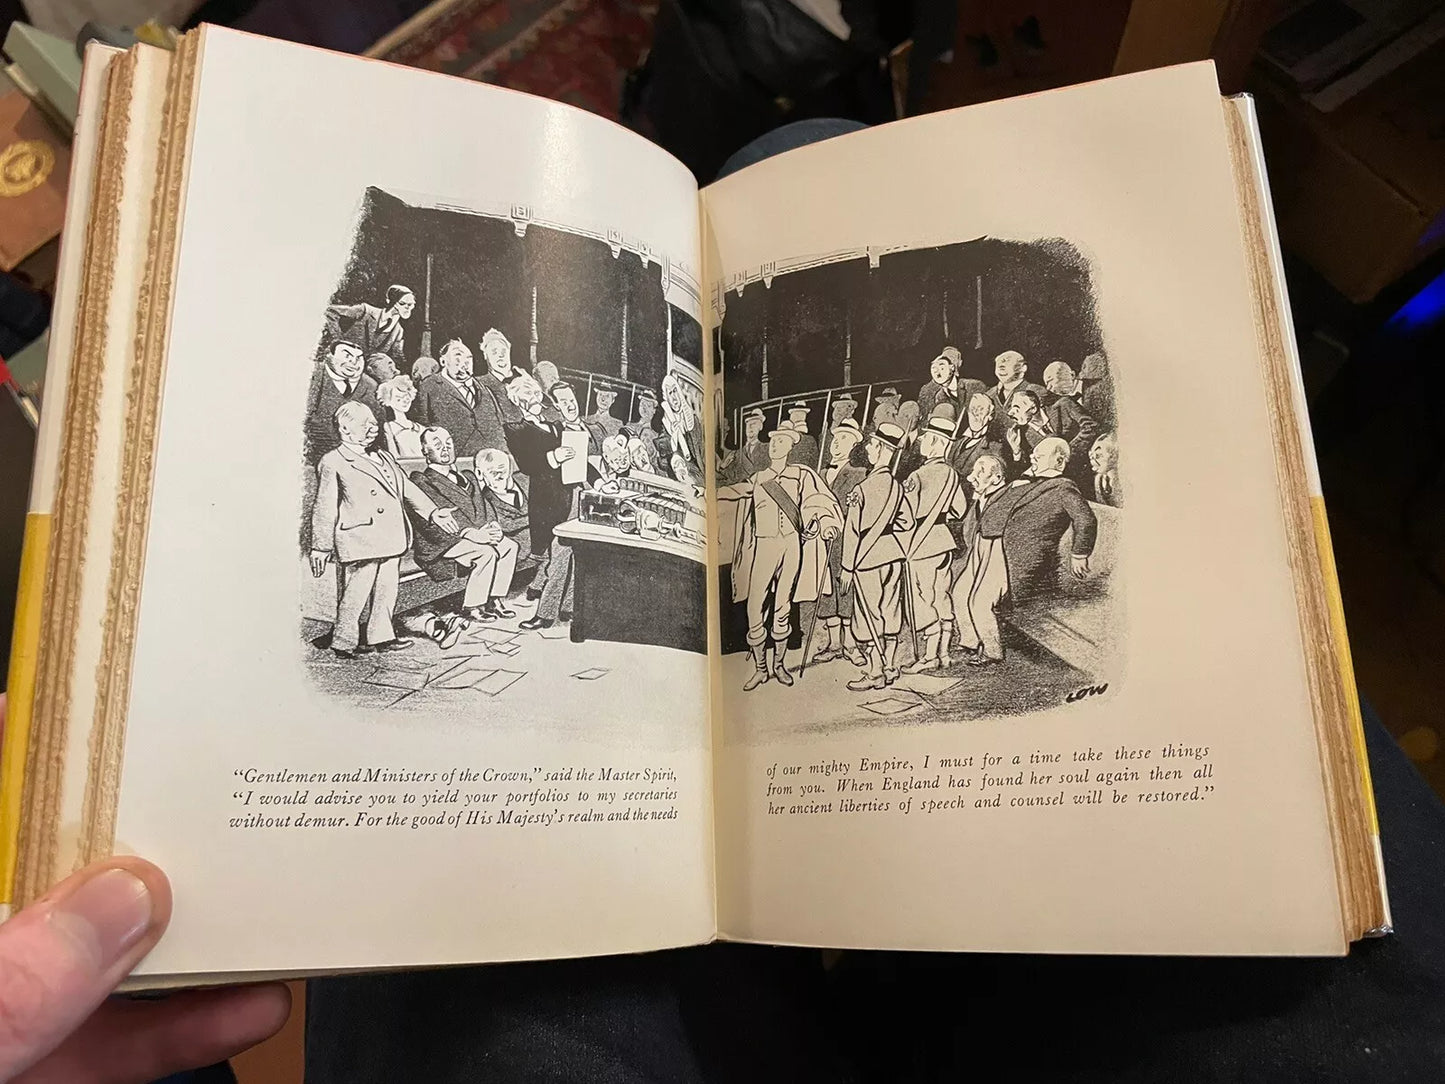 LOW
"Gentlemen and Ministers of the Crown," said the Master Spirit,
"I would advise you to yield your portfolios to my secretaries
without demur. For the good of His Majesty's realm and the needs
of our mighty Empire, I must for a time take these things
from you. When England has found her soul again then all
her ancient liberties of speech and counsel will be restored."